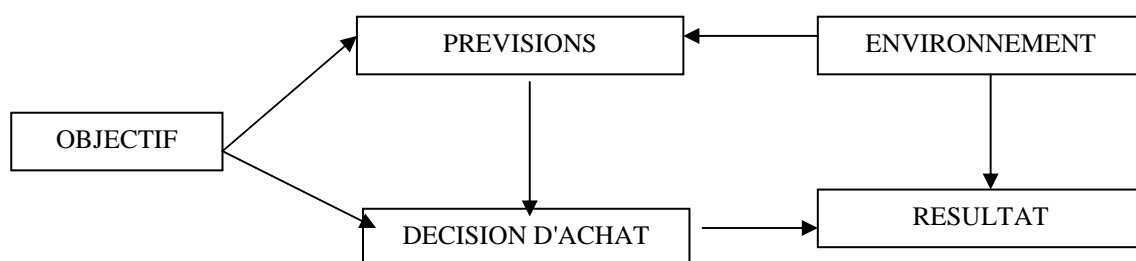 PREVISIONS
ENVIRONNEMENT
OBJECTIF
DECISION D'ACHAT
RESULTAT